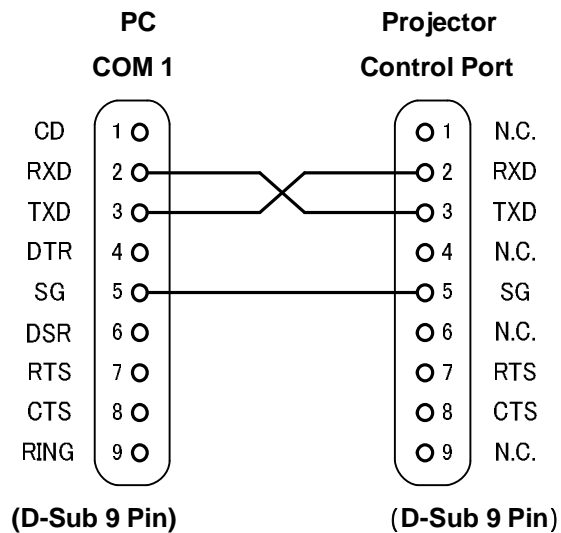 PC Projector
COM 1 Control Port
CD 1 1 N.C.
RXD 2 2 RXD
TXD 3 3 TXD
DTR 4 4 N.C.
SG 5 5 SG
DSR 6 6 N.C.
RTS 7 7 RTS
CTS 8 8 CTS
RING 9 9 N.C.
(D-Sub 9 Pin) (D-Sub 9 Pin)